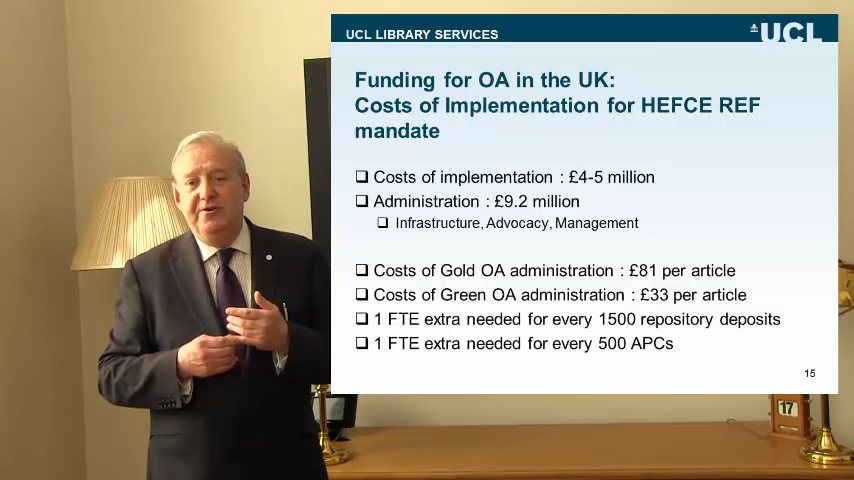 UCL LIBRARY SERVICES
UCL
Funding for OA in the UK:
Costs of Implementation for HEFCE REF
mandate
Costs of implementation : £4-5 million
Administration : £9.2 million
Infrastructure, Advocacy, Management
Costs of Gold OA administration : £81 per article
Costs of Green OA administration : £33 per article
1 FTE extra needed for every 1500 repository deposits
1 FTE extra needed for every 500 APCs
15
17